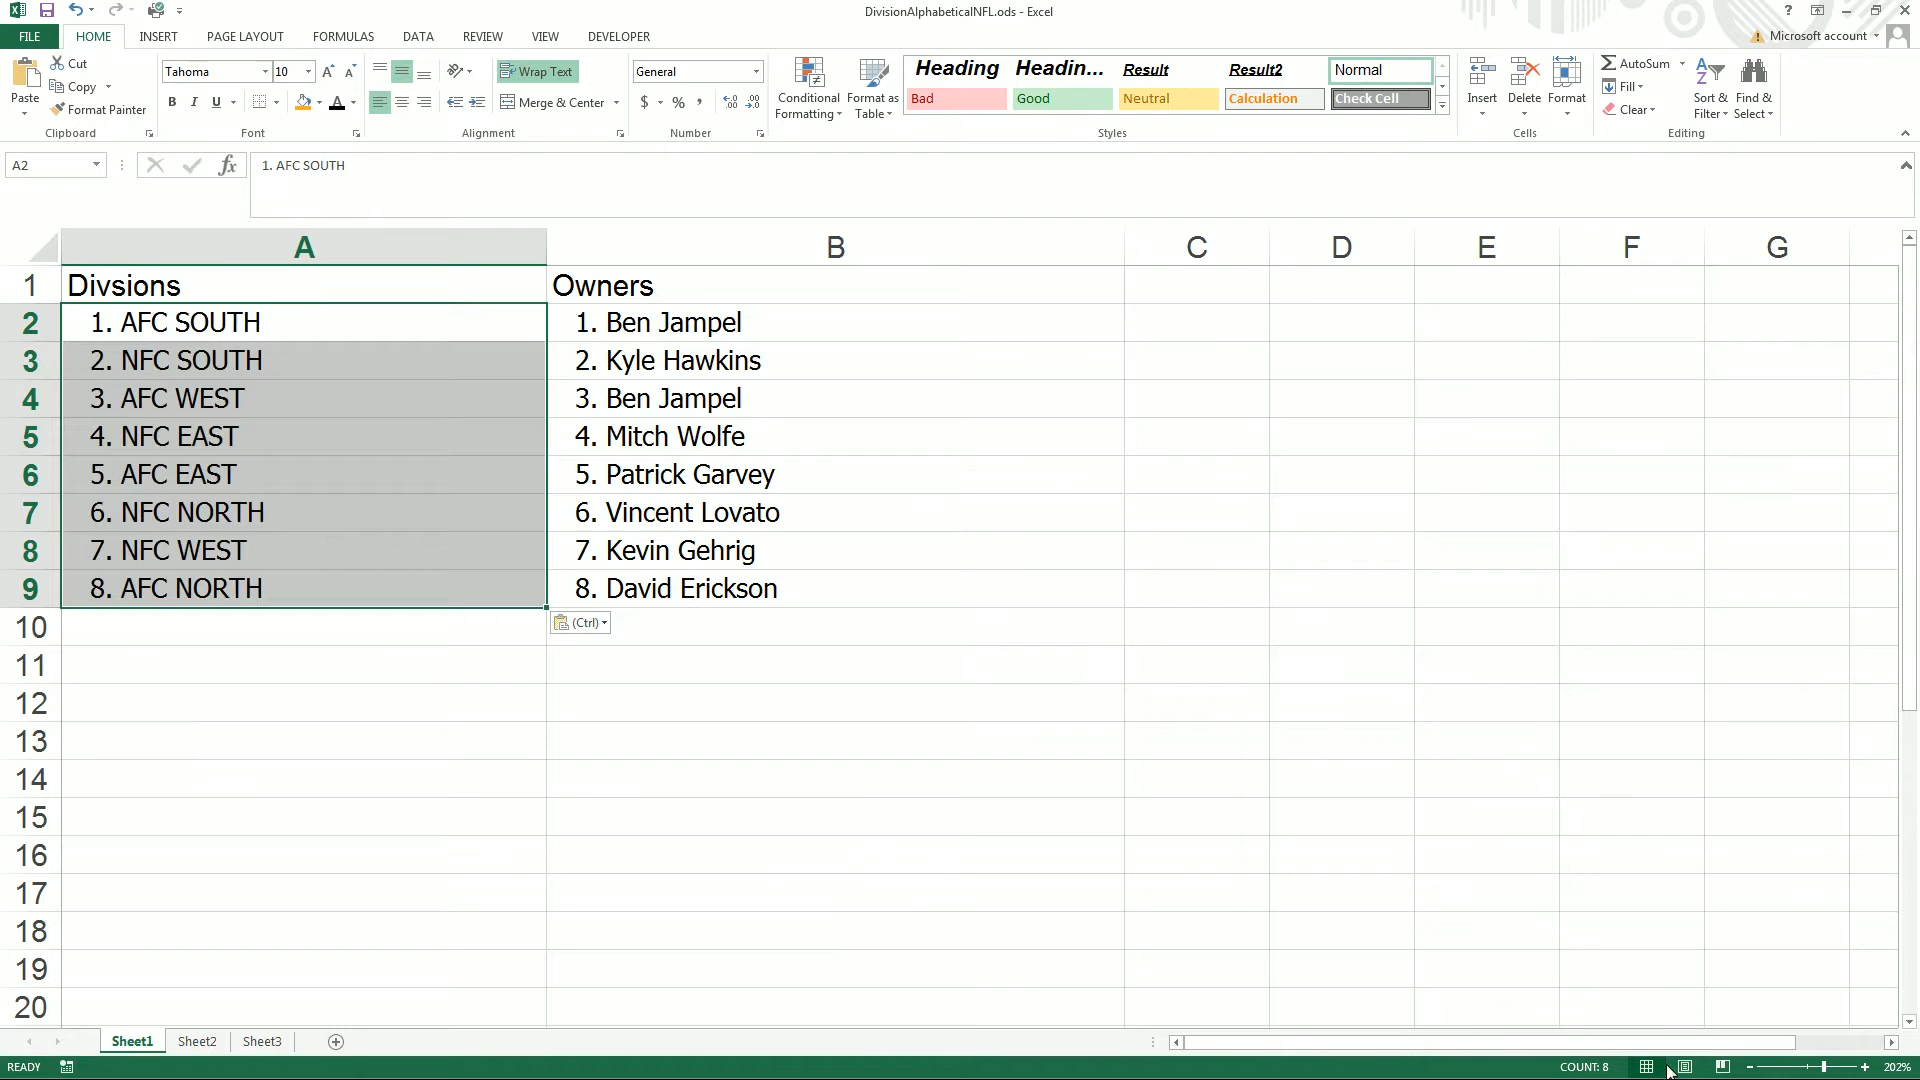 DivisionAlphabeticalNFL.ods - Excel
?
FILE HOME INSERT PAGE LAYOUT FORMULAS DATA REVIEW VIEW DEVELOPER Microsoft account
Paste
Cut
Copy
Format Painter
Clipboard
Tahoma 10
B I U A
Font
Wrap Text
Merge & Center
Alignment
General
$ % ,
Number
Conditional Formatting
Format as Table
Heading Headin... Result Result2 Normal
Bad Good Neutral Calculation Check Cell
Styles
Insert Delete Format
Cells
AutoSum
Fill
Clear
Sort & Filter
Find & Select
Editing
A2 fx 1. AFC SOUTH
A B C D E F G
1 Divsions Owners
2 1. AFC SOUTH 1. Ben Jampel
3 2. NFC SOUTH 2. Kyle Hawkins
4 3. AFC WEST 3. Ben Jampel
5 4. NFC EAST 4. Mitch Wolfe
6 5. AFC EAST 5. Patrick Garvey
7 6. NFC NORTH 6. Vincent Lovato
8 7. NFC WEST 7. Kevin Gehrig
9 8. AFC NORTH 8. David Erickson
10 (Ctrl)
11
12
13
14
15
16
17
18
19
20
Sheet1 Sheet2 Sheet3
READY COUNT: 8 202%